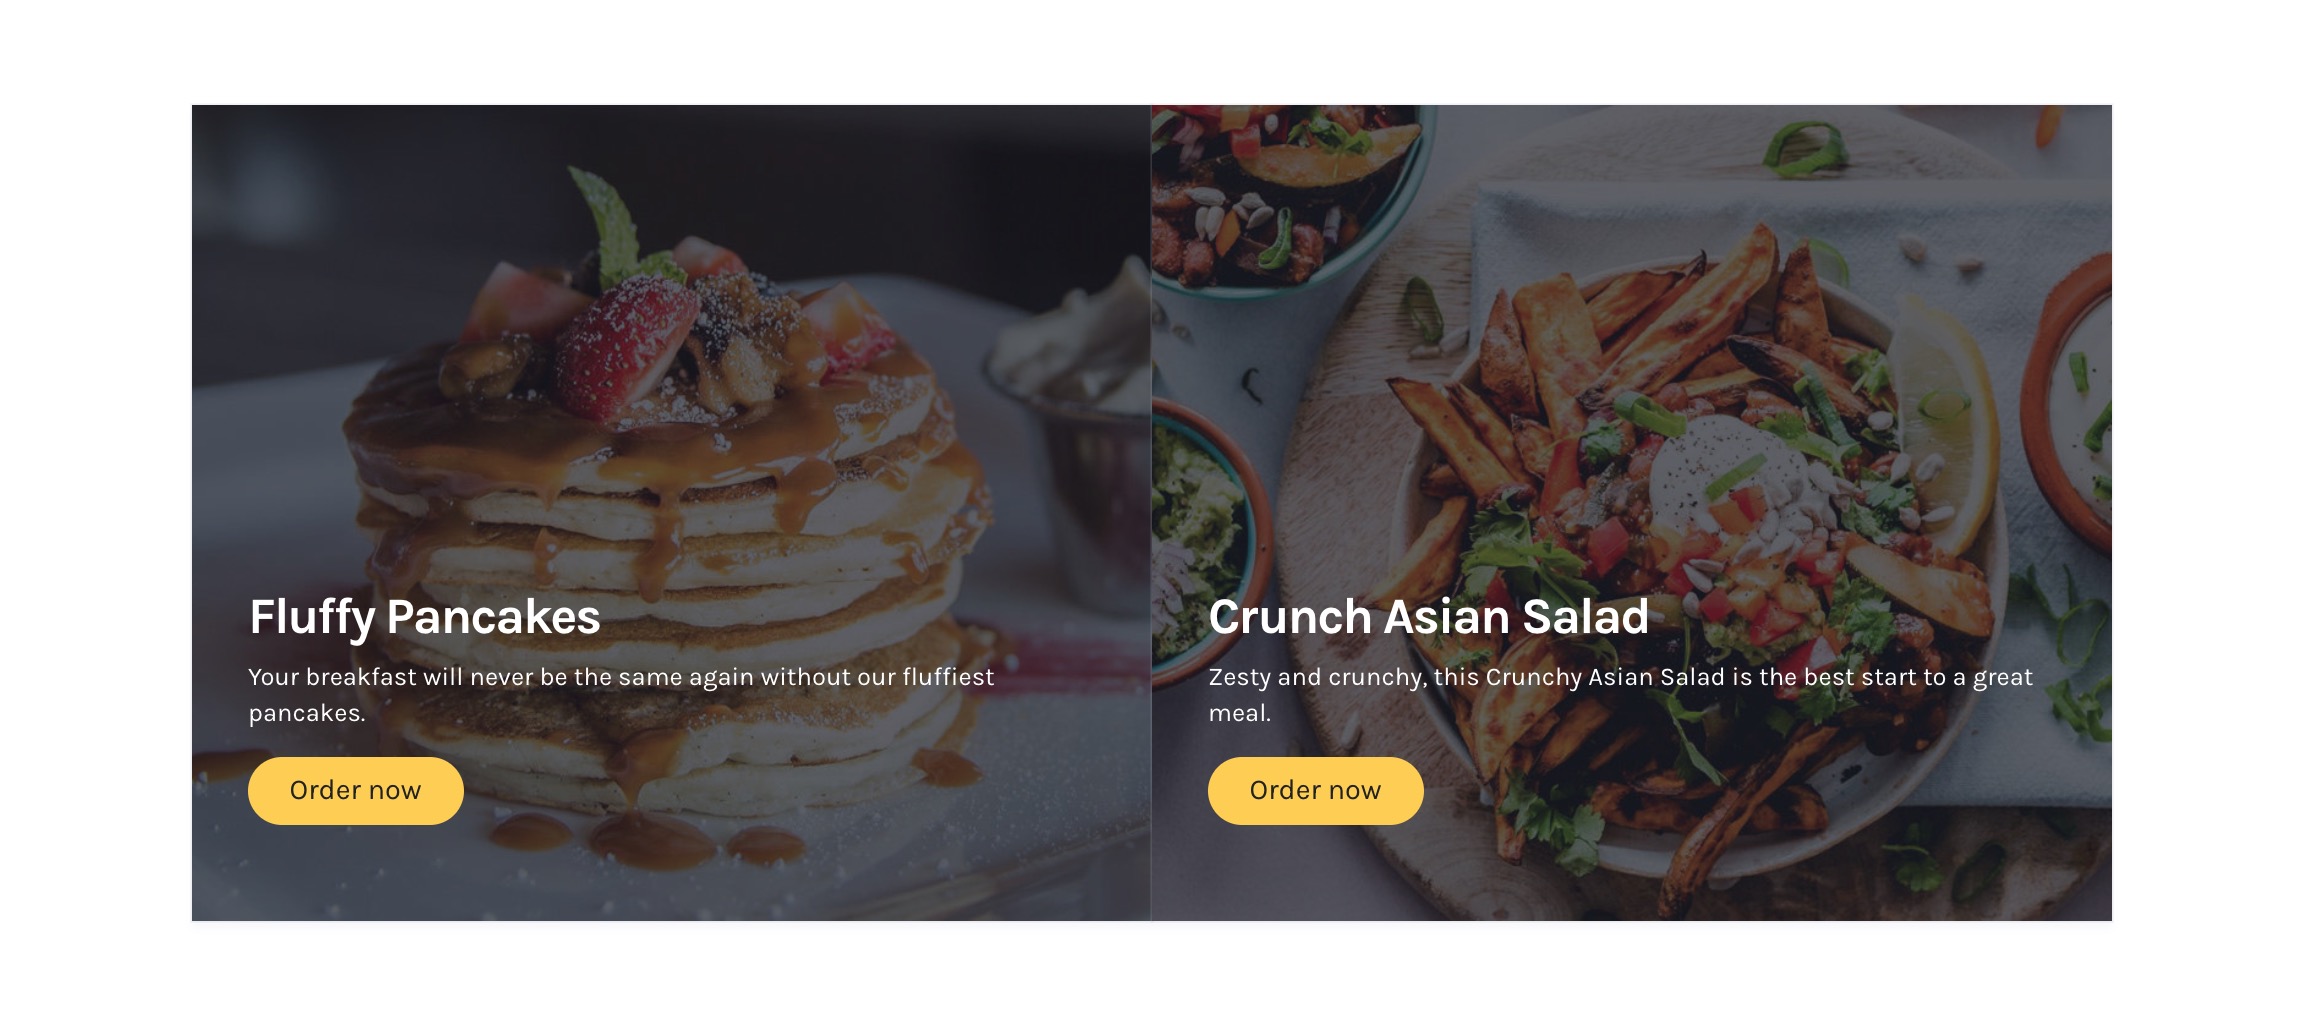 Fluffy Pancakes
Your breakfast will never be the same again without our fluffiest
pancakes.
Order now
Crunch Asian Salad
Zesty and crunchy, this Crunchy Asian Salad is the best start to a great
meal.
Order now